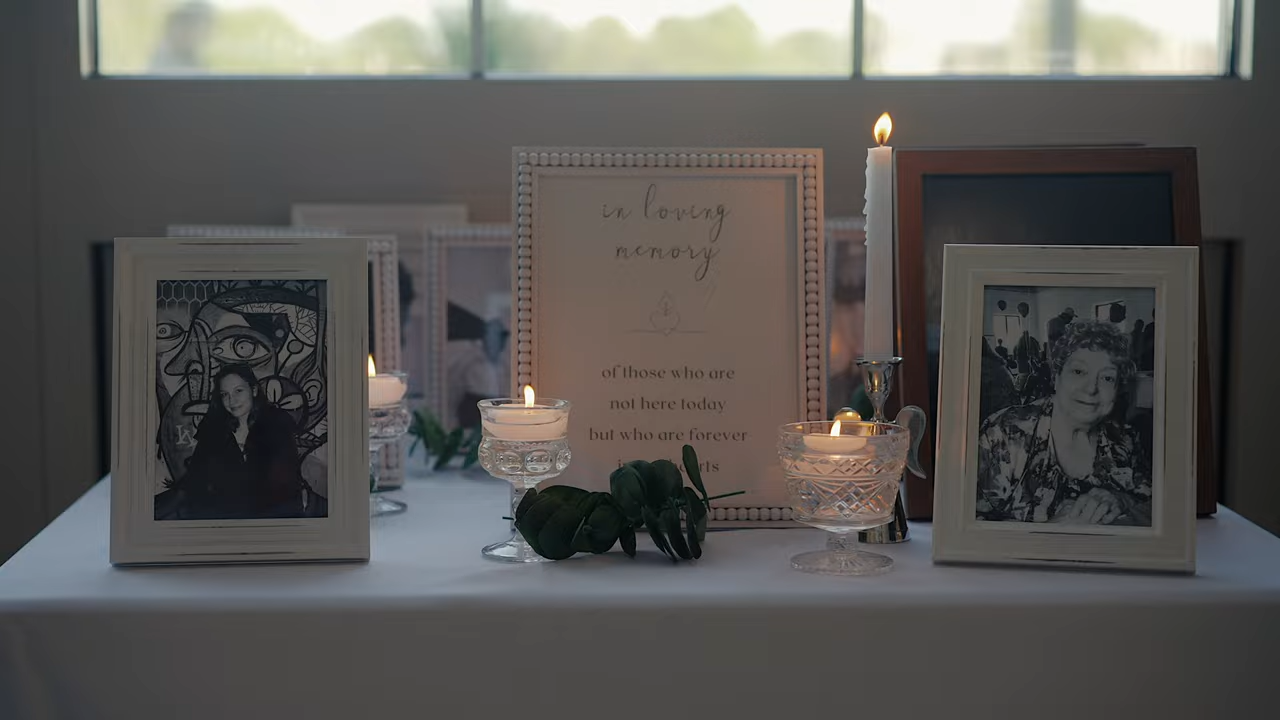 in loving
memory
of those who are
not here today
but who are forever